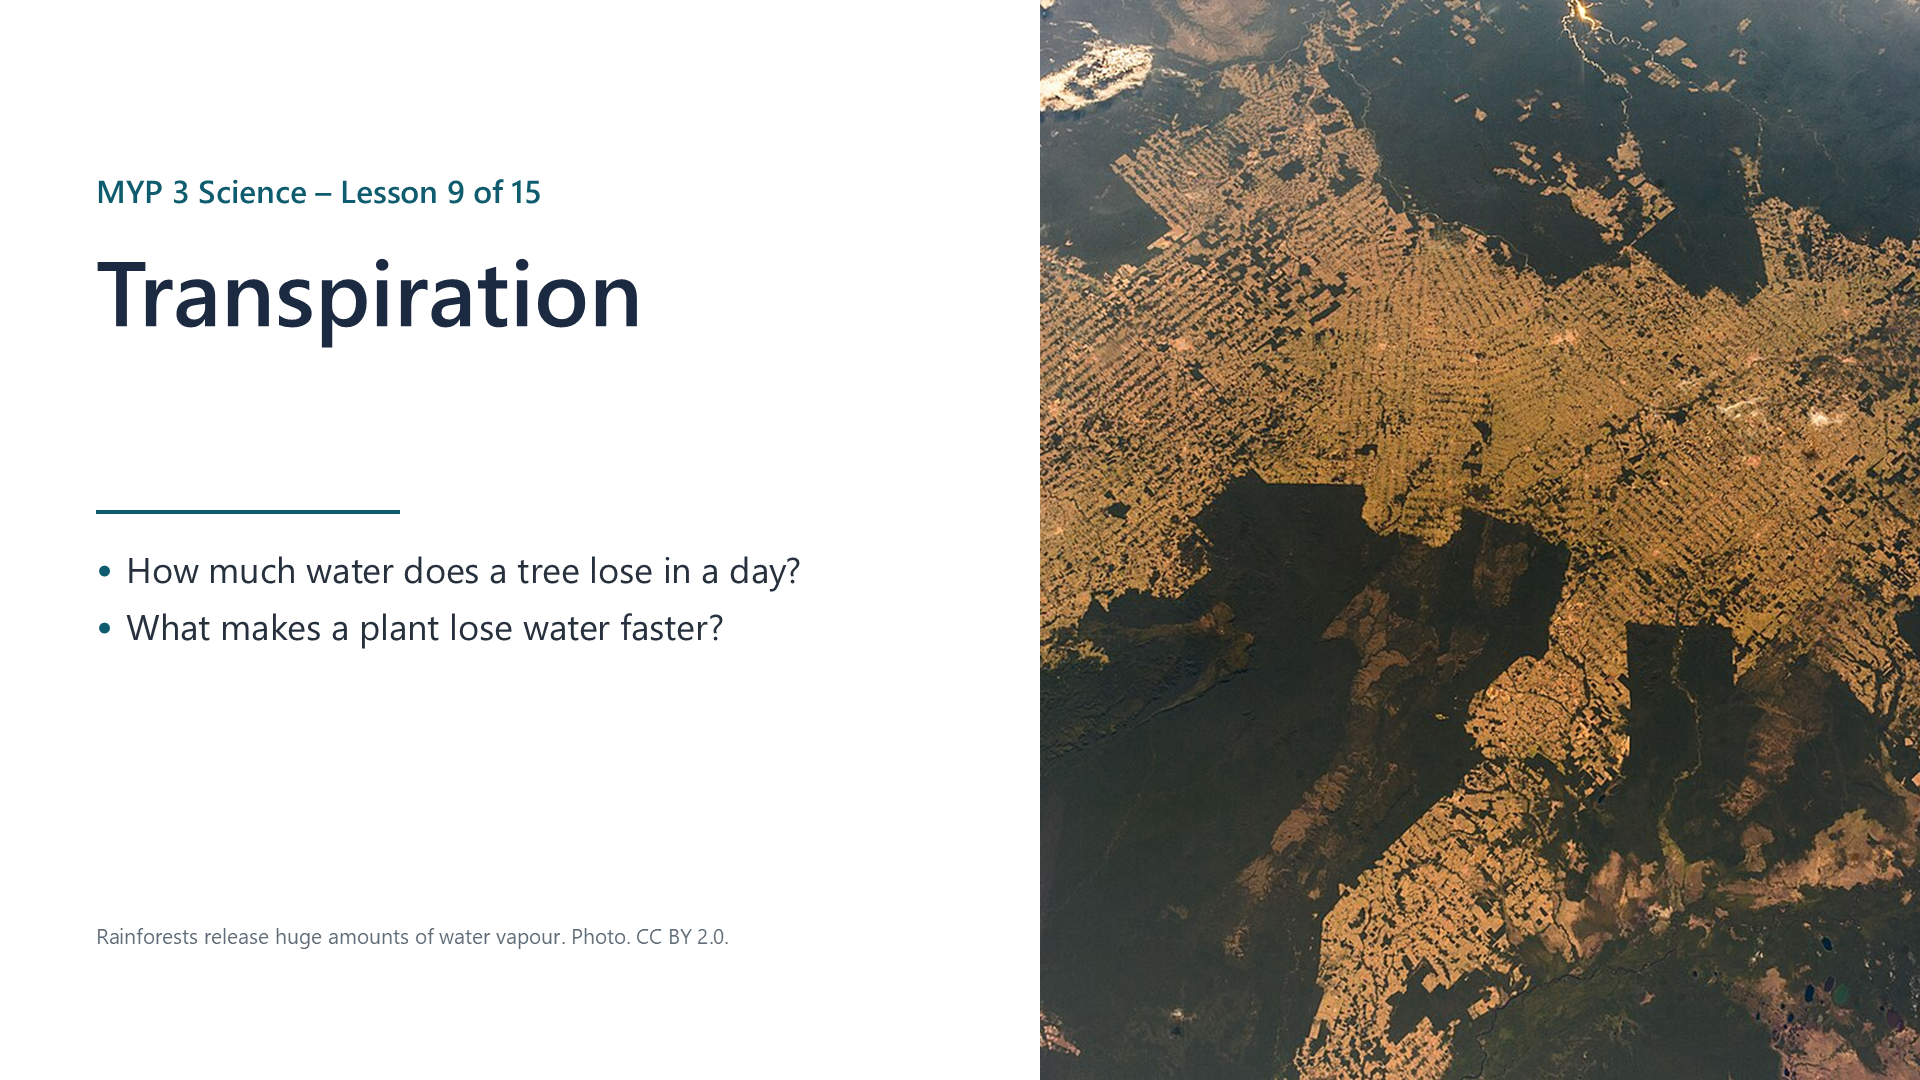 MYP 3 Science – Lesson 9 of 15
Transpiration
• How much water does a tree lose in a day?
• What makes a plant lose water faster?
Rainforests release huge amounts of water vapour. Photo. CC BY 2.0.